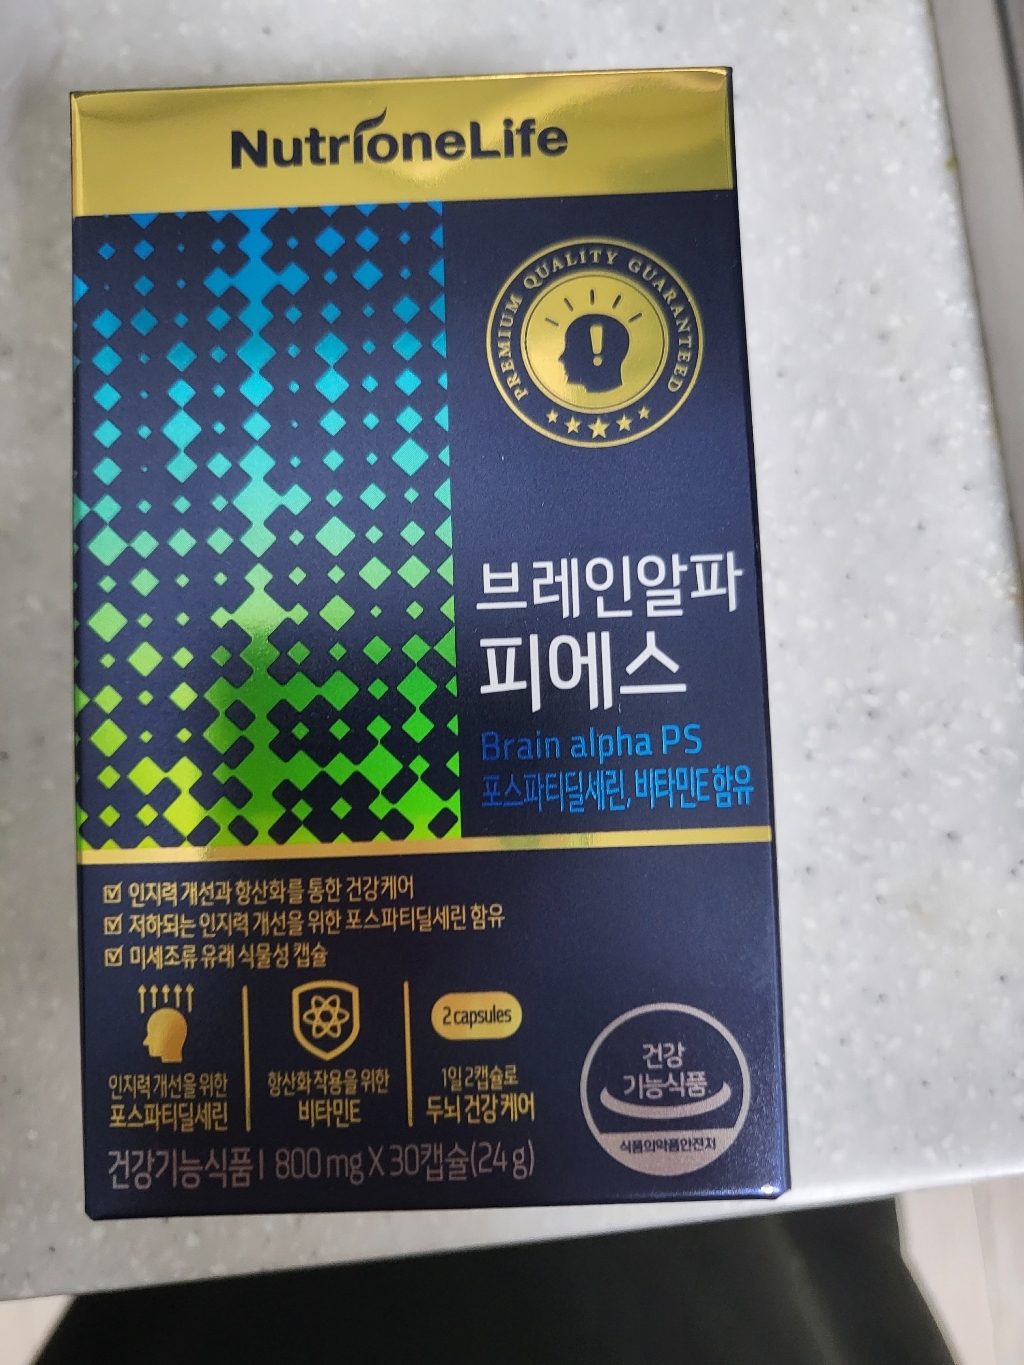 NutrioneLife
PREMIUM QUALITY GUARANTEED
브레인알파
피에스
Brain alpha PS
포스파티딜세린, 비타민E 함유
인지력 개선과 항산화를 통한 건강케어
저하되는 인지력 개선을 위한 포스파티딜세린 함유
미세조류 유래 식물성 캡슐
인지력 개선을 위한
포스파티딜세린
항산화 작용을 위한
비타민E
2 capsules
1일 2캡슐로
두뇌 건강 케어
건강
기능식품
식품의약품안전처
건강기능식품 | 800 mg X 30캡슐(24 g)